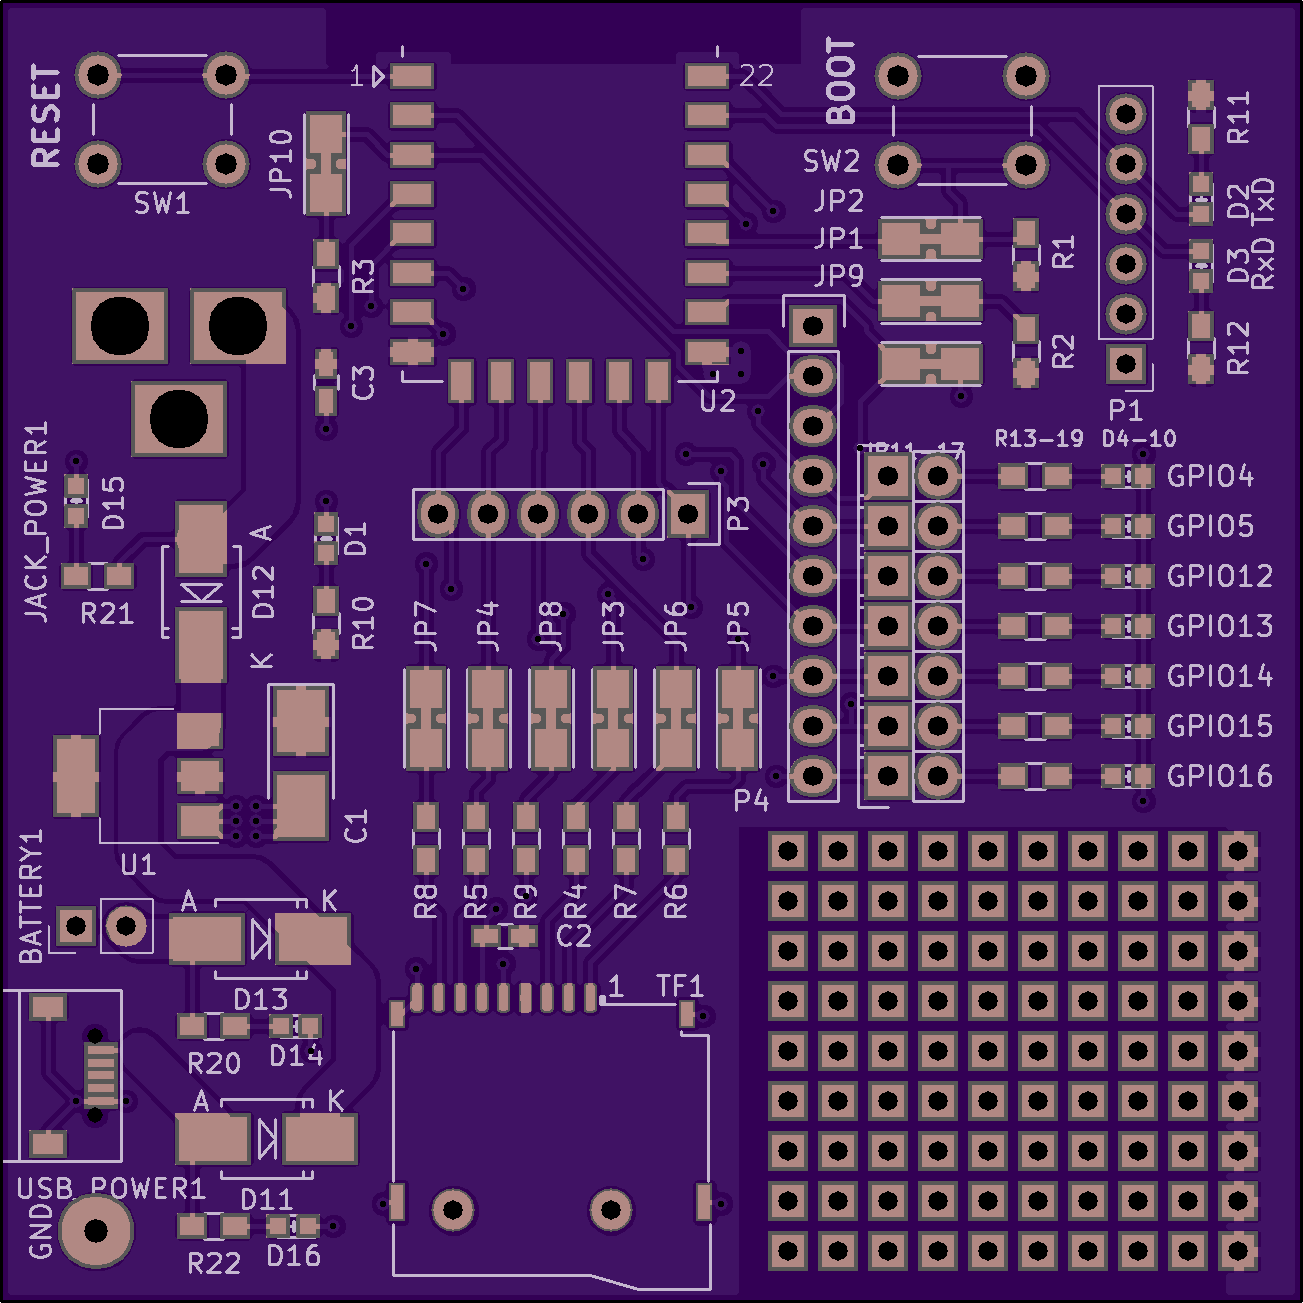 RESET
SW1
JP10
1
22
BOOT
SW2
JP2
JP1
JP9
R11
D2
TxD
D3
RxD
R12
R1
R2
P1
R3
C3
U2
JACK_POWER1
D15
R21
A
D12
K
D1
R10
P3
JP11-17
R13-19
D4-10
GPIO4
GPIO5
GPIO12
GPIO13
GPIO14
GPIO15
GPIO16
JP7
JP4
JP8
JP3
JP6
JP5
P4
C1
U1
BATTERY1
A
K
D13
R8
R5
R9
R4
R7
R6
C2
1
TF1
R20
D14
A
K
USB_POWER1
D11
GND
R22
D16